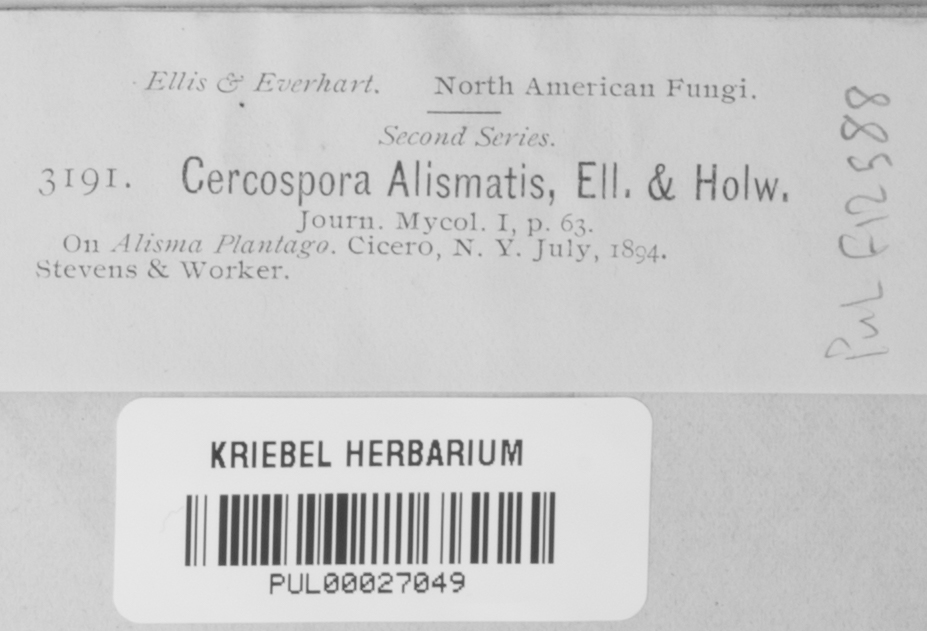 Ellis & Everhart. North American Fungi.
Second Series.
3191. Cercospora Alismatis, Ell. & Holw.
Journ. Mycol. I, p. 63.
On Alisma Plantago. Cicero, N. Y. July, 1894.
Stevens & Worker.
PUL F12588
KRIEBEL HERBARIUM
PUL00027049